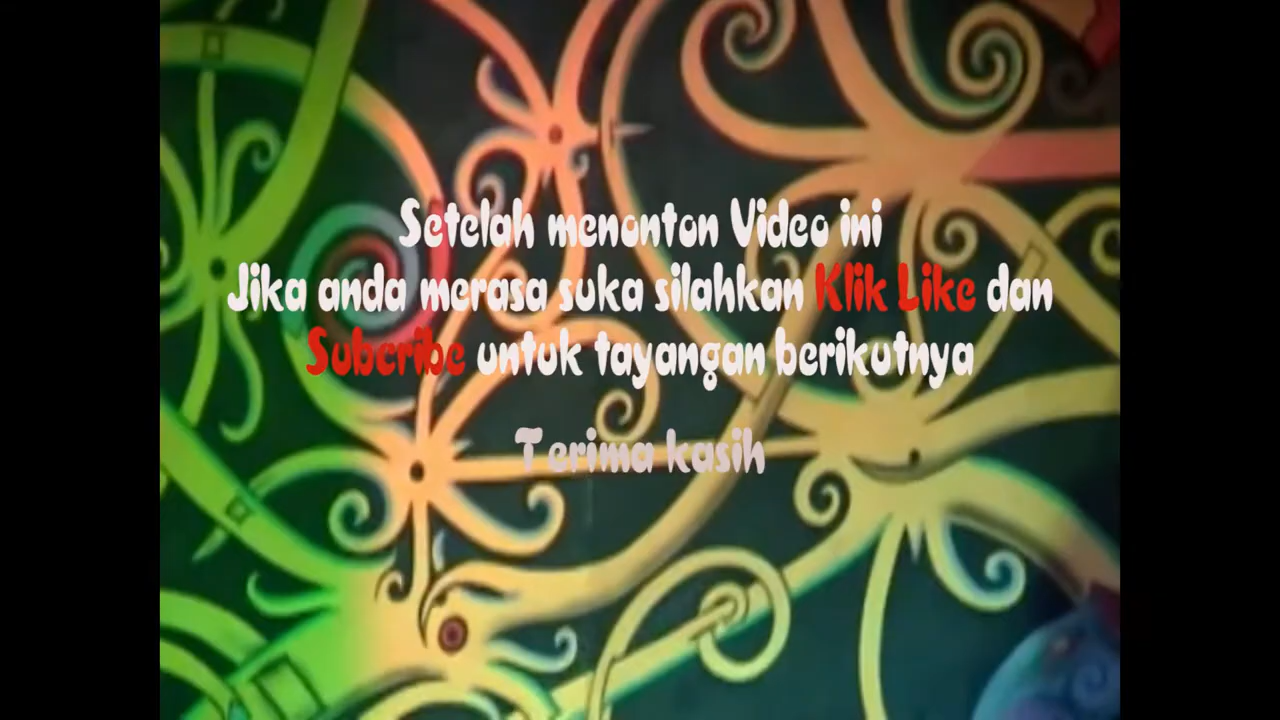 Setelah menonton Video ini
Jika anda merasa suka silahkan Klik Like dan
Subcribe untuk tayangan berikutnya
Terima kasih